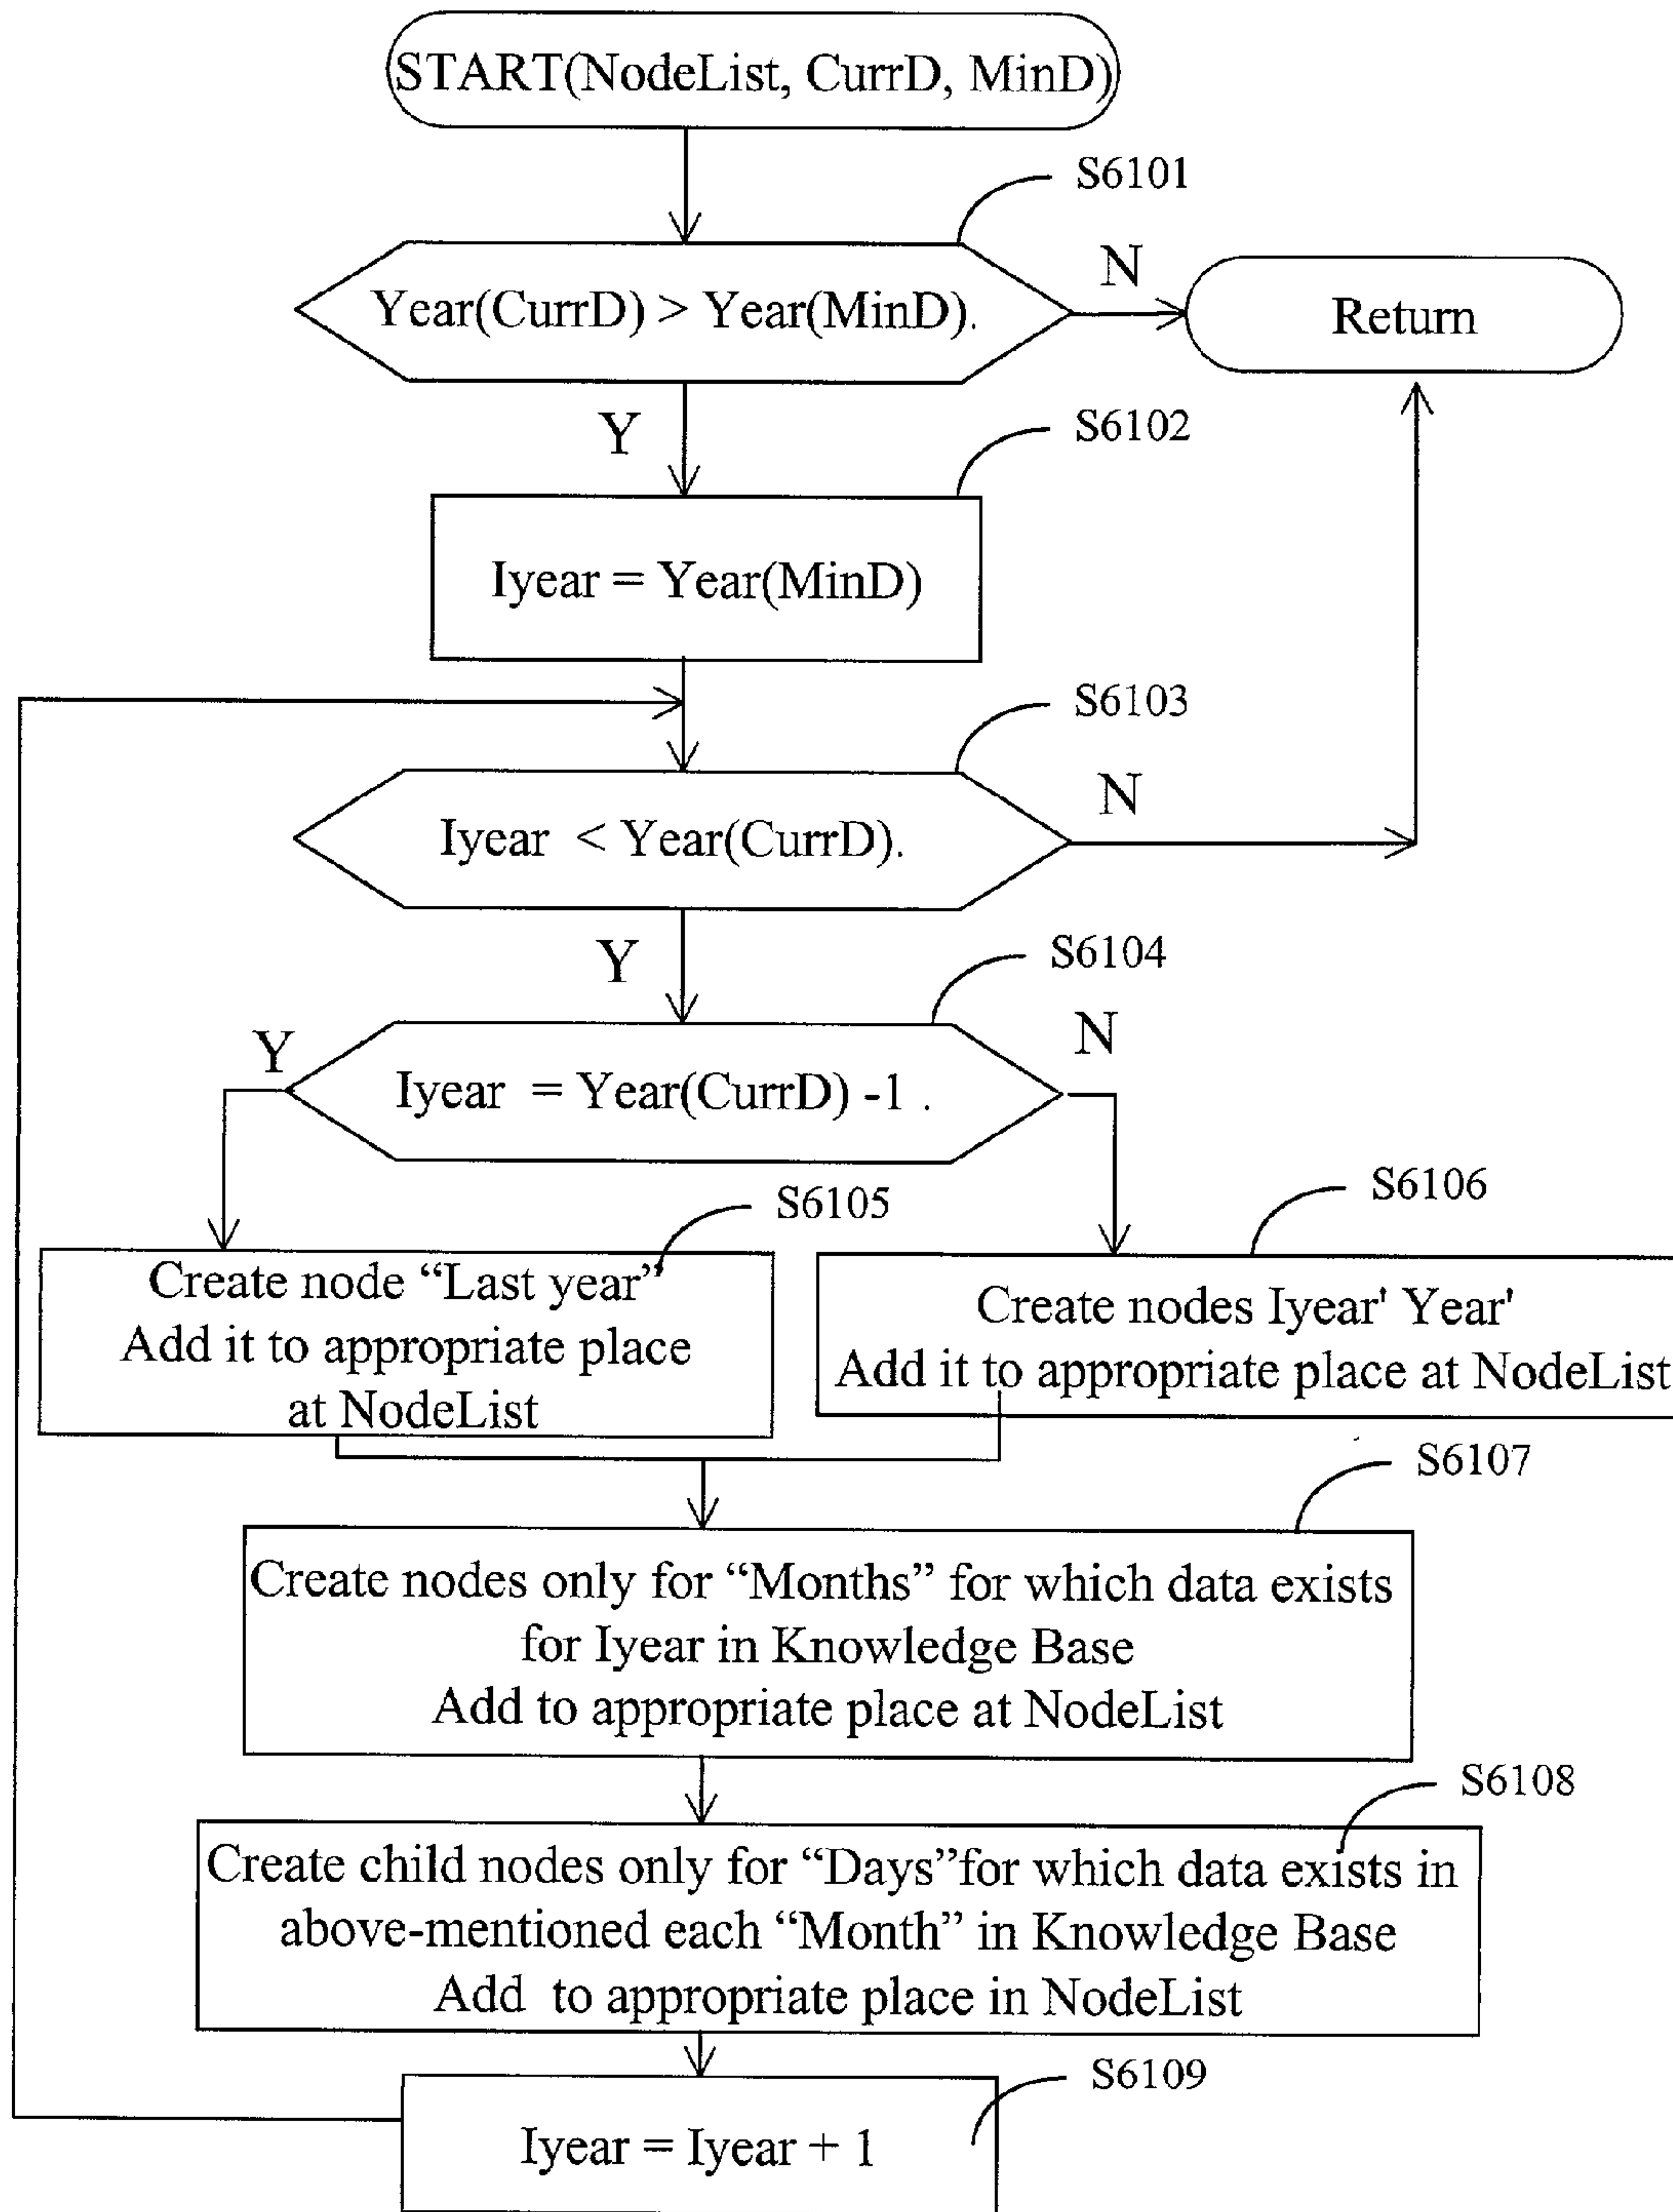 START(NodeList, CurrD, MinD)
S6101
Year(CurrD) > Year(MinD).
N
Return
Y
S6102
Iyear = Year(MinD)
S6103
Iyear < Year(CurrD).
N
Y
S6104
Y
Iyear = Year(CurrD) -1 .
N
S6105
S6106
Create node “Last year”
Add it to appropriate place
at NodeList
Create nodes Iyear' Year'
Add it to appropriate place at NodeList
S6107
Create nodes only for “Months” for which data exists
for Iyear in Knowledge Base
Add to appropriate place at NodeList
S6108
Create child nodes only for “Days”for which data exists in
above-mentioned each “Month” in Knowledge Base
Add to appropriate place in NodeList
S6109
Iyear = Iyear + 1